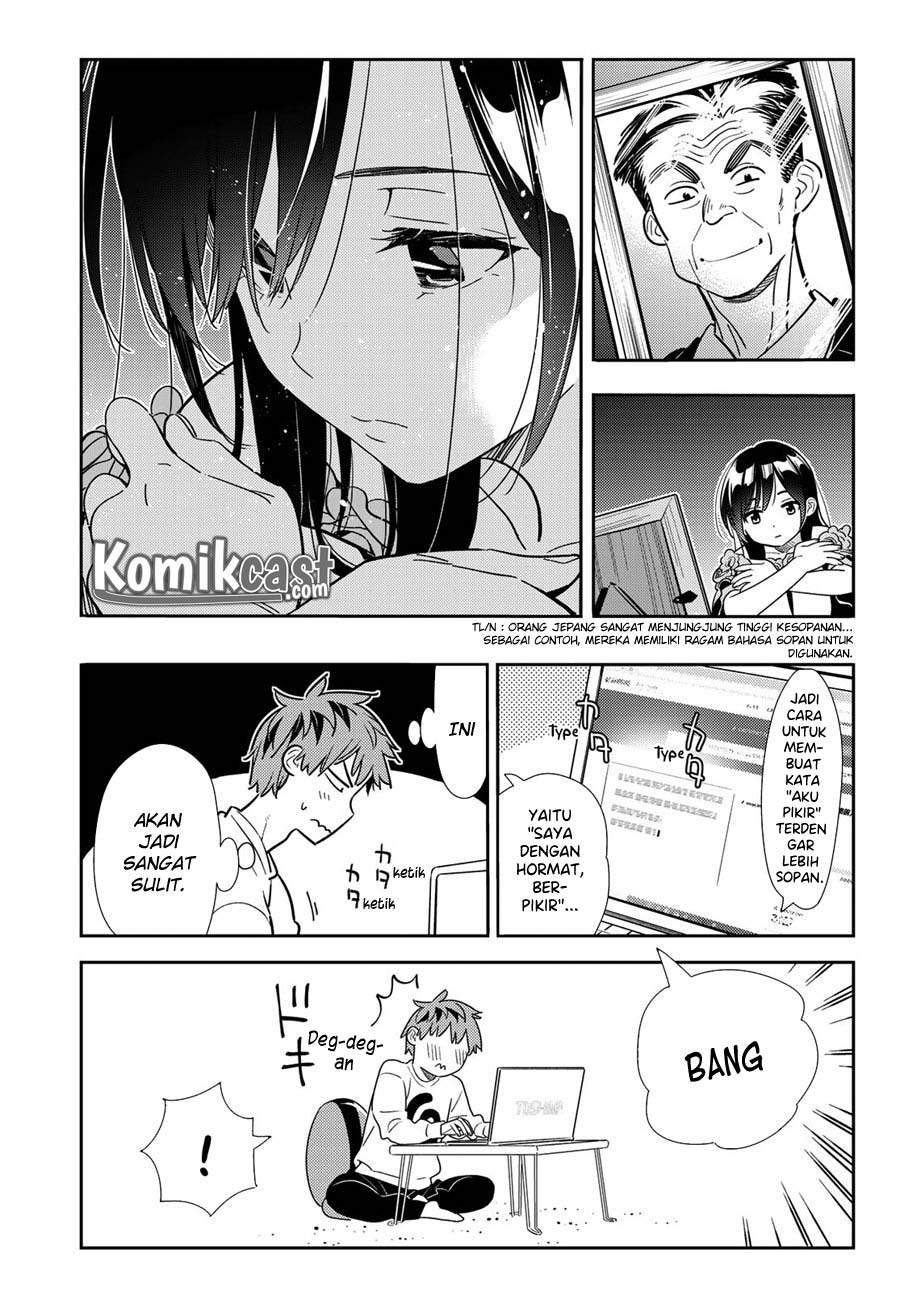 Komikcast
.com
TL/N : ORANG JEPANG SANGAT MENJUNGJUNG TINGGI KESOPANAN...
SEBAGAI CONTOH, MEREKA MEMILIKI RAGAM BAHASA SOPAN UNTUK
DIGUNAKAN.
JADI
CARA
UNTUK
MEM-
BUAT
KATA
"AKU
PIKIR"
TERDEN
GAR
LEBIH
SOPAN.
カタ
Type
カタ
Type
YAITU
"SAYA
DENGAN
HORMAT,
BER-
PIKIR"...
INI
カタ
ketik
カタ
ketik
AKAN
JADI
SANGAT
SULIT.
BANG
ドキ
Deg-deg-
an
!